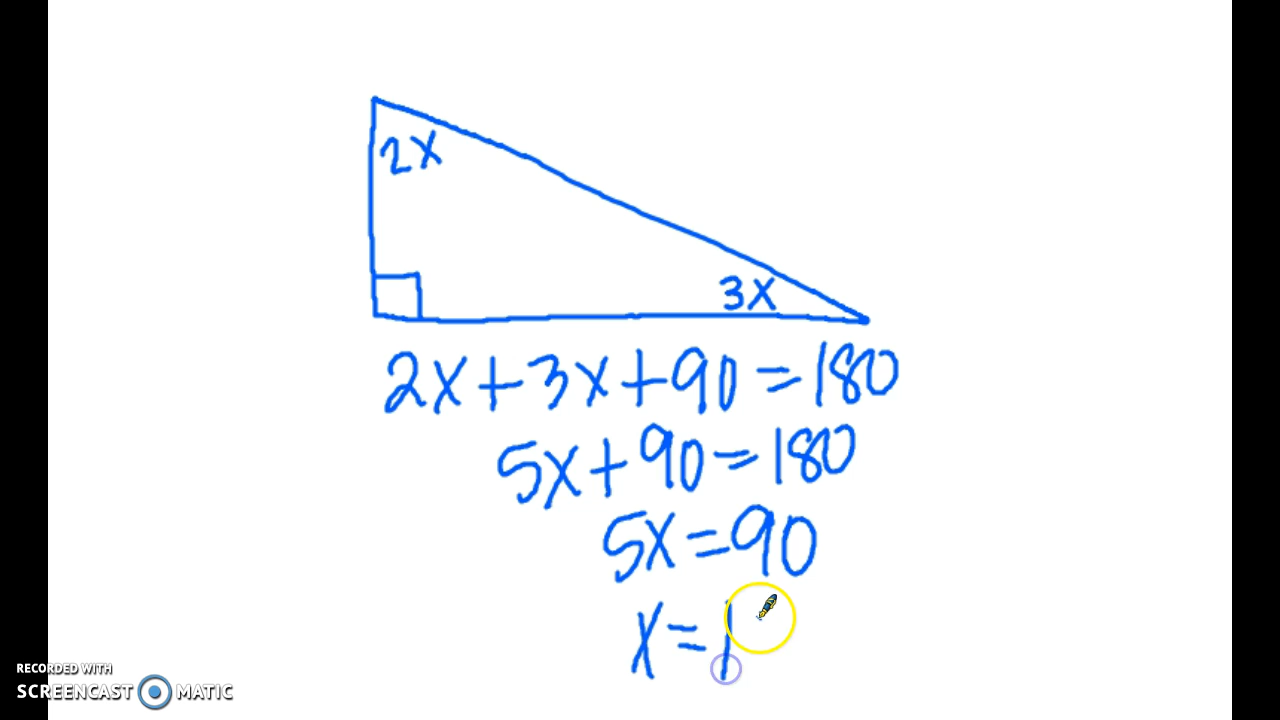 2x
3x
2x+3x+90=180
5x+90=180
5x=90
x=1
RECORDED WITH
SCREENCAST MATIC